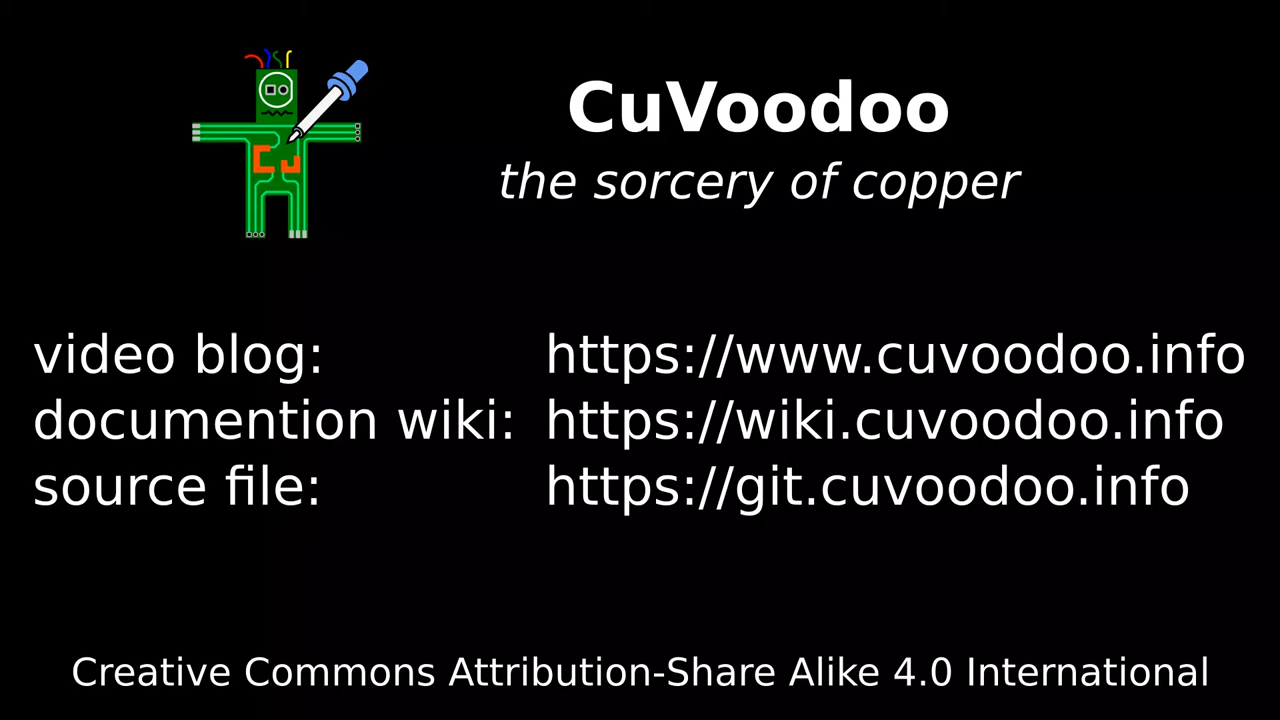 Cu
CuVoodoo
the sorcery of copper
video blog: https://www.cuvoodoo.info
documention wiki: https://wiki.cuvoodoo.info
source file: https://git.cuvoodoo.info
Creative Commons Attribution-Share Alike 4.0 International